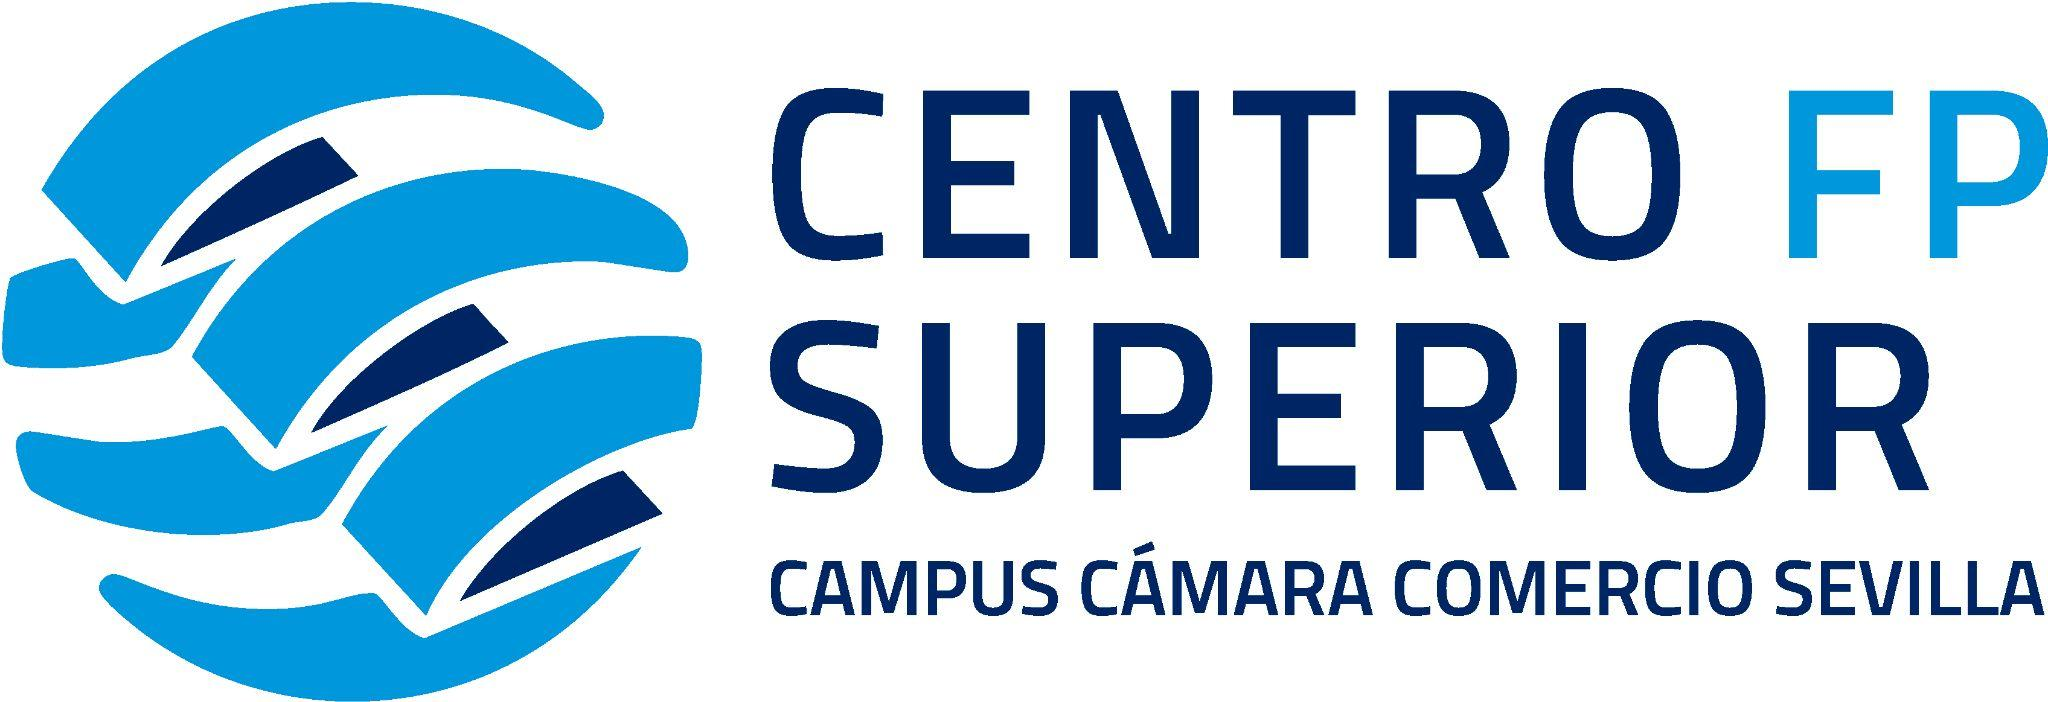 CENTRO FP
SUPERIOR
CAMPUS CÁMARA COMERCIO SEVILLA